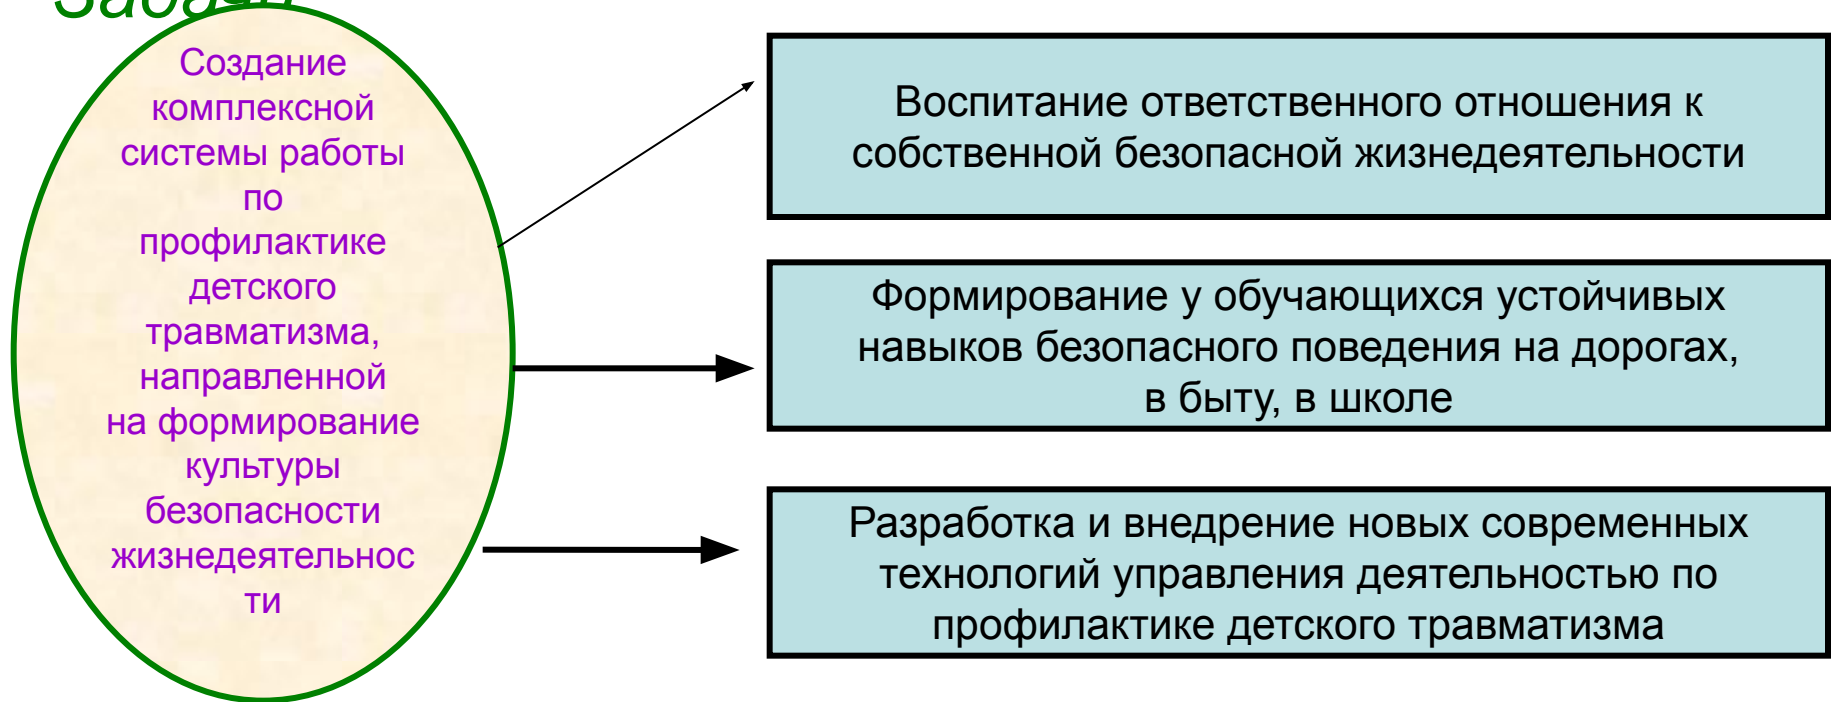 Задачи
Создание
комплексной
системы работы
по
профилактике
детского
травматизма,
направленной
на формирование
культуры
безопасности
жизнедеятельнос
ти
Воспитание ответственного отношения к
собственной безопасной жизнедеятельности
Формирование у обучающихся устойчивых
навыков безопасного поведения на дорогах,
в быту, в школе
Разработка и внедрение новых современных
технологий управления деятельностью по
профилактике детского травматизма